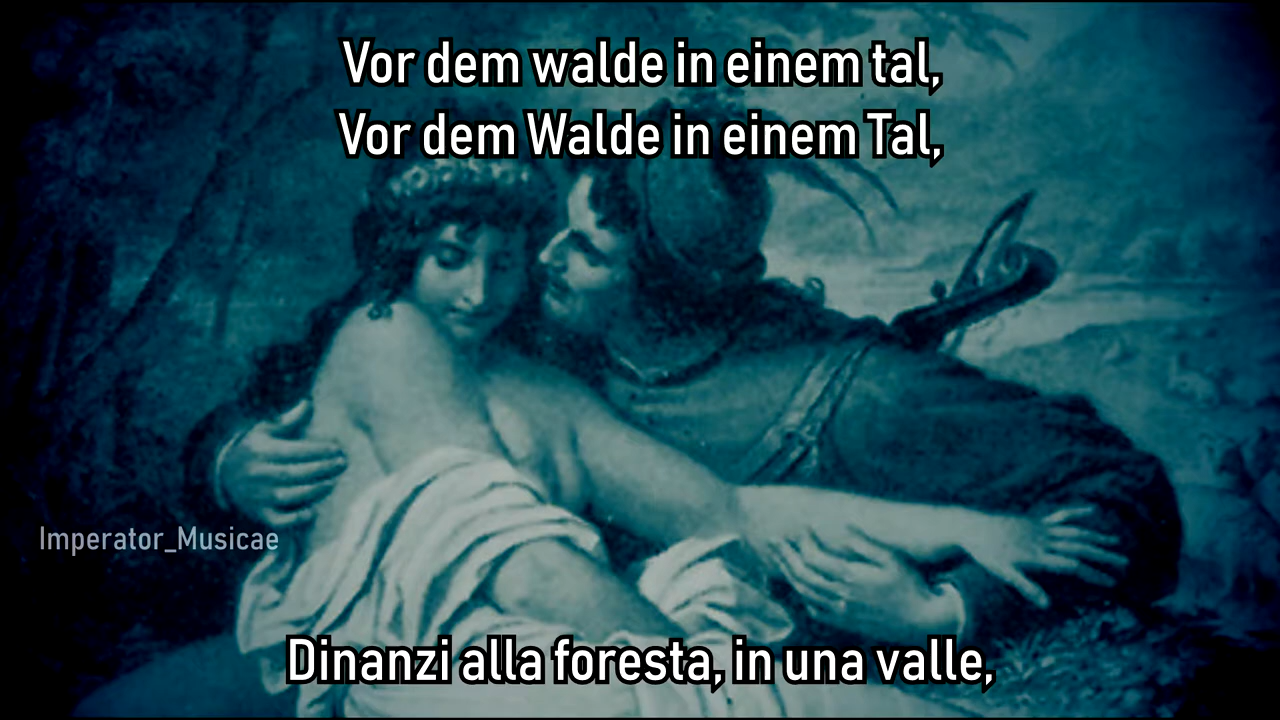 Vor dem walde in einem tal,
Vor dem Walde in einem Tal,
Imperator_Musicae
Dinanzi alla foresta, in una valle,